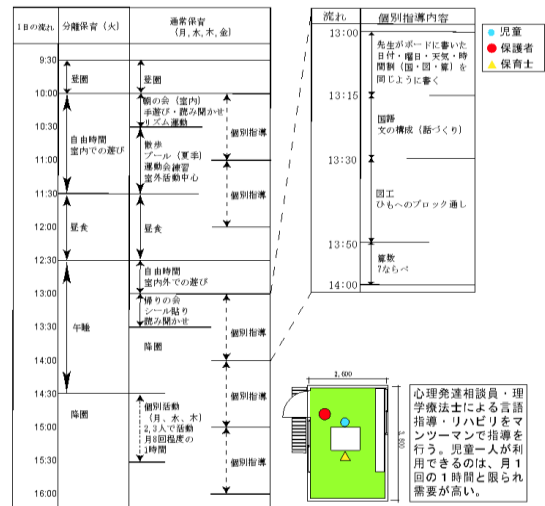 1日の流れ
分離保育(火)
通常保育
(月,水,木,金)
9:30
10:00
10:30
11:00
11:30
12:00
12:30
13:00
13:30
14:00
14:30
15:00
15:30
16:00
登園
自由時間
室内での遊び
昼食
午睡
降園
登園
朝の会(室内)
手遊び・読み聞かせ
リズム運動
散歩
プール(夏季)
運動会練習
室外活動中心
昼食
自由時間
室内外での遊び
帰りの会
シール貼り
読み聞かせ
降園
個別活動
(月、水、木)
2,3人で活動
月8回程度の
1時間
個別指導
個別指導
個別指導
個別指導
流れ
個別指導内容
13:00
先生がボードに書いた
日付・曜日・天気・時
間割(国・図・算)を
同じように書く
13:15
国語
文の構成(話づくり)
13:30
図工
ひもへのブロック通し
13:50
算数
7ならべ
14:00
児童
保護者
保育士
2,600
3,500
心理発達相談員・理
学療法士による言語
指導・リハビリをマ
ンツーマンで指導を
行う。児童一人が利
用できるのは、月1
回の1時間と限られ
需要が高い。